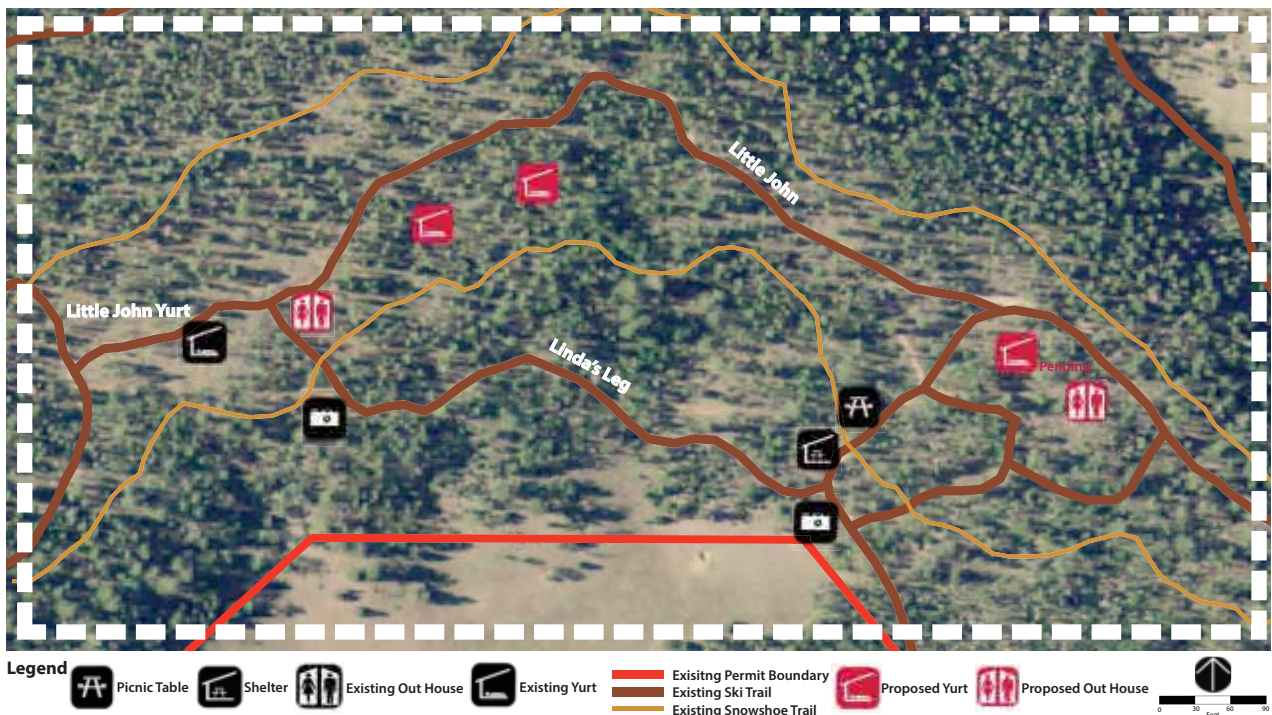 Little John
Little John Yurt
Linda's Leg
Pending
Legend
Picnic Table
Shelter
Existing Out House
Existing Yurt
Exisitng Permit Boundary
Existing Ski Trail
Existing Snowshoe Trail
Proposed Yurt
Proposed Out House
0 30 60 90
Feet